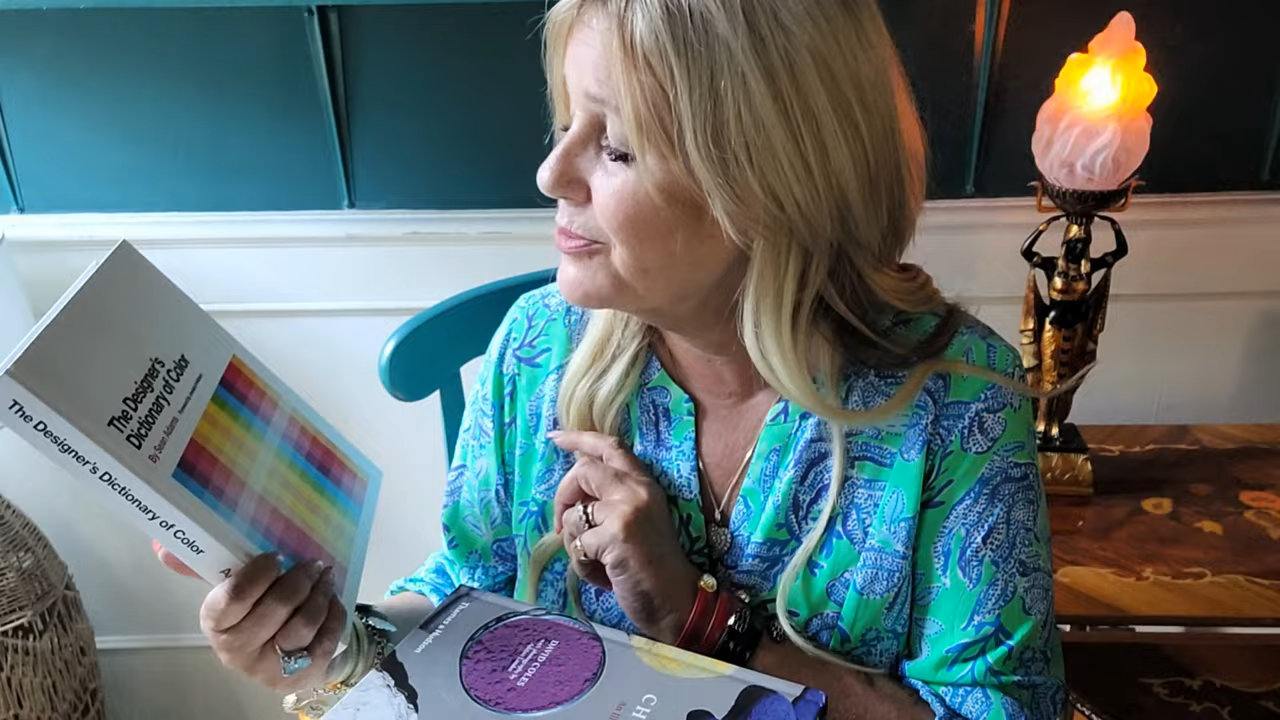 The Designer's
Dictionary of Color
By Sean Adams
The Designer's Dictionary of Color
Thames & Hudson
DAVID COLES
CH